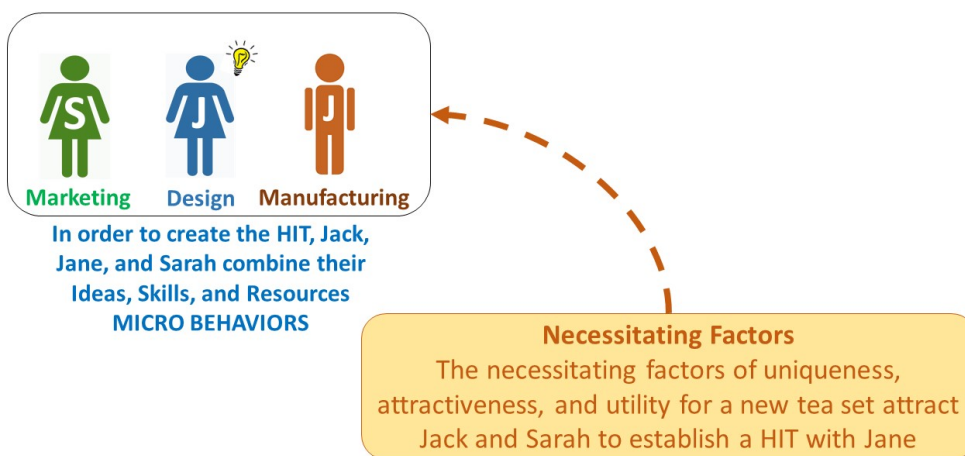 S J J
Marketing Design Manufacturing
In order to create the HIT, Jack,
Jane, and Sarah combine their
Ideas, Skills, and Resources
MICRO BEHAVIORS
Necessitating Factors
The necessitating factors of uniqueness,
attractiveness, and utility for a new tea set attract
Jack and Sarah to establish a HIT with Jane